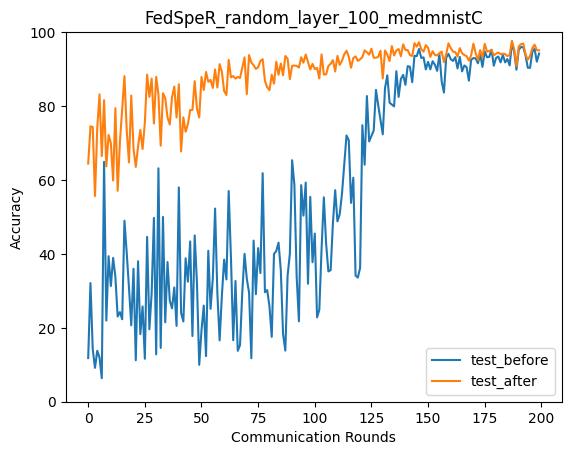 FedSpeR_random_layer_100_medmnistC
Accuracy
100
80
60
40
20
0
0 25 50 75 100 125 150 175 200
Communication Rounds
test_before
test_after